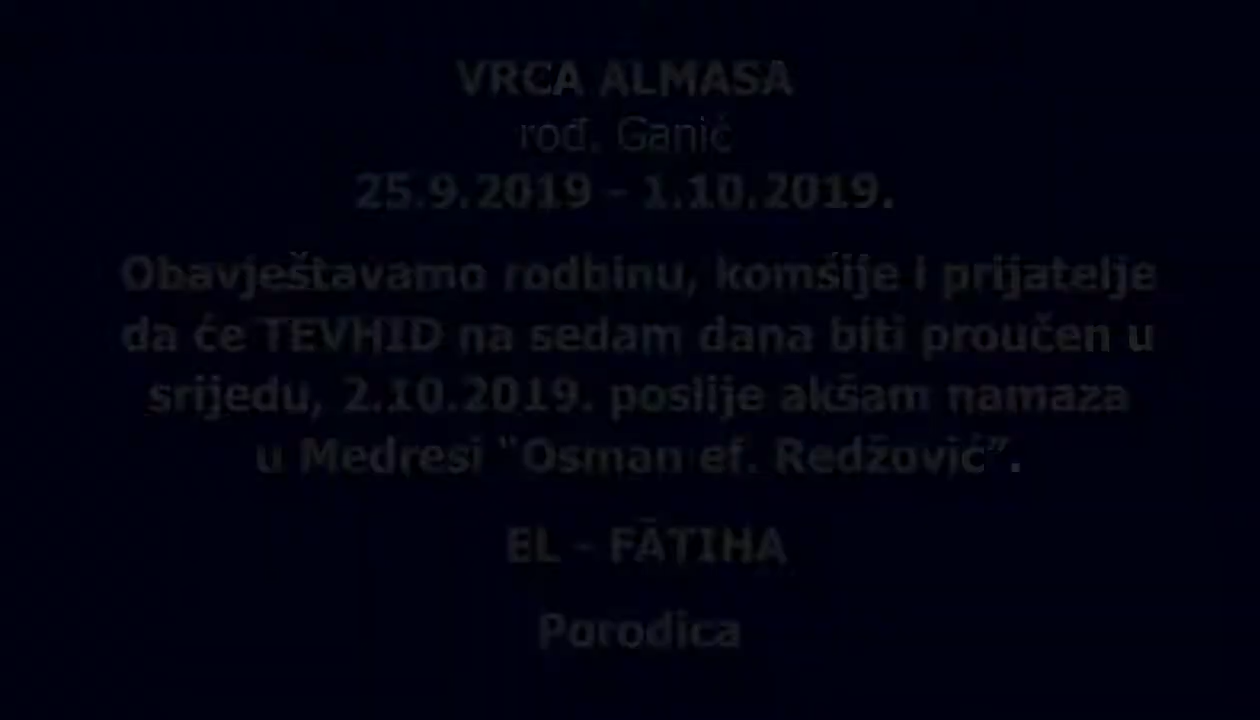 VRCA ALMASA
rođ. Ganić
25.9.2019 - 1.10.2019.
Obavještavamo rodbinu, komšije i prijatelje
da će TEVHID na sedam dana biti proučen u
srijedu, 2.10.2019. poslije akšam namaza
u Medresi "Osman ef. Redžović”.
EL - FĀTIHA
Porodica